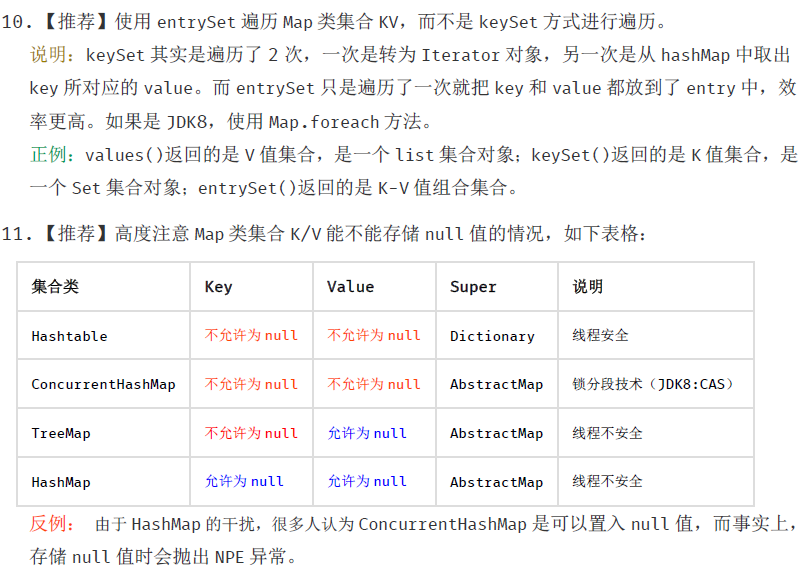 10.【推荐】使用 entrySet 遍历 Map 类集合 KV，而不是 keySet 方式进行遍历。
说明：keySet 其实是遍历了 2 次，一次是转为 Iterator 对象，另一次是从 hashMap 中取出
key 所对应的 value。而 entrySet 只是遍历了一次就把 key 和 value 都放到了 entry 中，效
率更高。如果是 JDK8，使用 Map.foreach 方法。
正例：values()返回的是 V 值集合，是一个 list 集合对象；keySet()返回的是 K 值集合，是
一个 Set 集合对象；entrySet()返回的是 K-V 值组合集合。
11.【推荐】高度注意 Map 类集合 K/V 能不能存储 null 值的情况，如下表格：
集合类 Key Value Super 说明
Hashtable 不允许为 null 不允许为 null Dictionary 线程安全
ConcurrentHashMap 不允许为 null 不允许为 null AbstractMap 锁分段技术（JDK8:CAS）
TreeMap 不允许为 null 允许为 null AbstractMap 线程不安全
HashMap 允许为 null 允许为 null AbstractMap 线程不安全
反例： 由于 HashMap 的干扰，很多人认为 ConcurrentHashMap 是可以置入 null 值，而事实上，
存储 null 值时会抛出 NPE 异常。